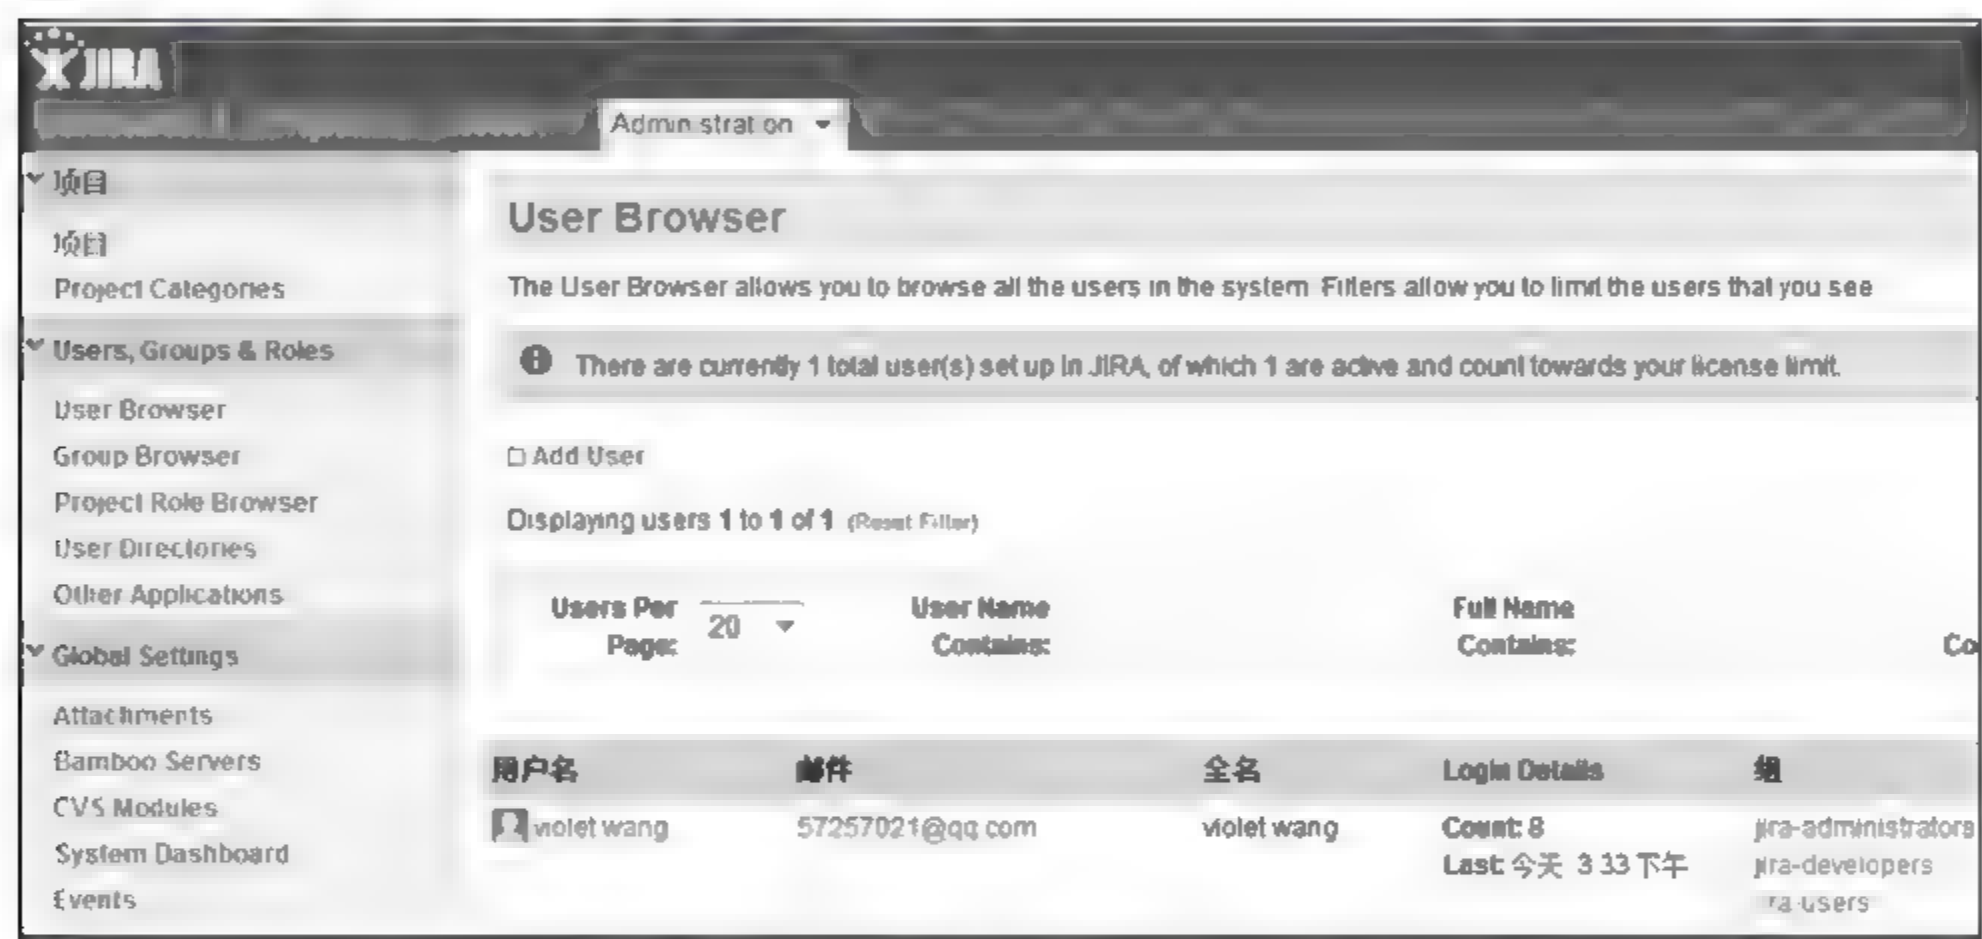 JIRA
Administration
项目
项目
Project Categories
Users, Groups & Roles
User Browser
Group Browser
Project Role Browser
User Directories
Other Applications
Global Settings
Attachments
Bamboo Servers
CVS Modules
System Dashboard
Events
User Browser
The User Browser allows you to browse all the users in the system Filters allow you to limit the users that you see
There are currently 1 total user(s) set up in JIRA, of which 1 are active and count towards your license limit.
Add User
Displaying users 1 to 1 of 1 (Reset Filter)
Users Per Page: 20
User Name Contains:
Full Name Contains:
Co
用户名 邮件 全名 Login Details 组
violet wang 57257021@qq.com violet wang Count: 8 jira-administrators
Last: 今天 3 33 下午 jira-developers
jira-users